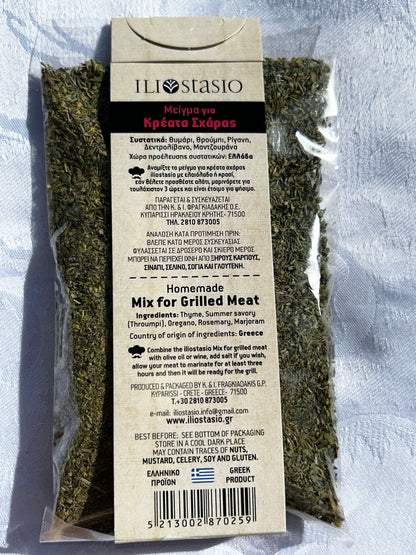 ILIOSTASIO
Μείγμα για
Κρέατα Σχάρας
Συστατικά: Θυμάρι, Θρούμπι, Ρίγανη,
Δεντρολίβανο, Μαντζουράνα
Χώρα προέλευσης συστατικών: Ελλάδα
Αναμίξτε το μείγμα για κρέατα σχάρας
iliostasio με ελαιόλαδο ή κρασί,
εάν θέλετε προσθέστε αλάτι, μαρινάρετε για
τουλάχιστον 3 ώρες και είναι έτοιμο για ψήσιμο.
ΠΑΡΑΓΕΤΑΙ & ΣΥΣΚΕΥΑΖΕΤΑΙ
ΑΠΟ ΤΗΝ Κ. & Ι. ΦΡΑΓΚΙΑΔΑΚΗΣ Ο.Ε.
ΚΥΠΑΡΙΣΣΙ ΗΡΑΚΛΕΙΟΥ ΚΡΗΤΗΣ- 71500
ΤΗΛ. 2810 873005
ΑΝΑΛΩΣΗ ΚΑΤΑ ΠΡΟΤΙΜΗΣΗ ΠΡΙΝ:
ΒΛΕΠΕ ΚΑΤΩ ΜΕΡΟΣ ΣΥΣΚΕΥΑΣΙΑΣ
ΦΥΛΑΣΣΕΤΑΙ ΣΕ ΔΡΟΣΕΡΟ ΚΑΙ ΣΚΙΕΡΟ ΜΕΡΟΣ
ΜΠΟΡΕΙ ΝΑ ΠΕΡΙΕΧΕΙ ΙΧΝΗ ΑΠΟ ΞΗΡΟΥΣ ΚΑΡΠΟΥΣ,
ΣΙΝΑΠΙ, ΣΕΛΙΝΟ, ΣΟΓΙΑ ΚΑΙ ΓΛΟΥΤΕΝΗ.
Homemade
Mix for Grilled Meat
Ingredients: Thyme, Summer savory
(Throumpi), Oregano, Rosemary, Marjoram
Country of origin of ingredients: Greece
Combine the iliostasio Mix for grilled meat
with olive oil or wine, add salt if you wish,
allow your meat to marinate for at least three
hours and then it will be ready for the grill.
PRODUCED & PACKAGED BY K. & I. FRAGKIADAKIS G.P.
KYPARISSI - CRETE - GREECE- 71500
T.+30 2810 873005
e-mail: iliostasio.info@gmail.com
www.iliostasio.gr
BEST BEFORE: SEE BOTTOM OF PACKAGING
STORE IN A COOL DARK PLACE
MAY CONTAIN TRACES OF NUTS,
MUSTARD, CELERY, SOY AND GLUTEN.
ΕΛΛΗΝΙΚΟ ΠΡΟΪΟΝ
GREEK PRODUCT
5 213002 870259